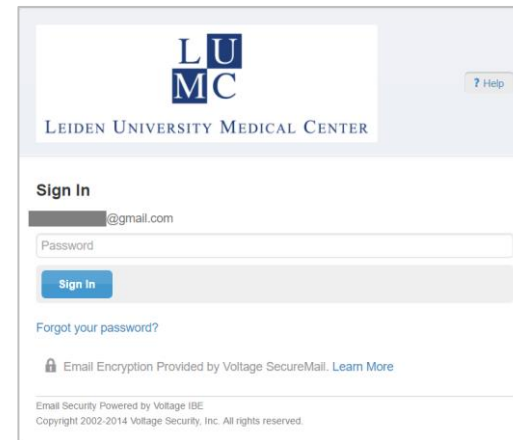 L U
M C
LEIDEN UNIVERSITY MEDICAL CENTER
? Help
Sign In
@gmail.com
Password
Sign In
Forgot your password?
Email Encryption Provided by Voltage SecureMail. Learn More
Email Security Powered by Voltage IBE
Copyright 2002-2014 Voltage Security, Inc. All rights reserved.